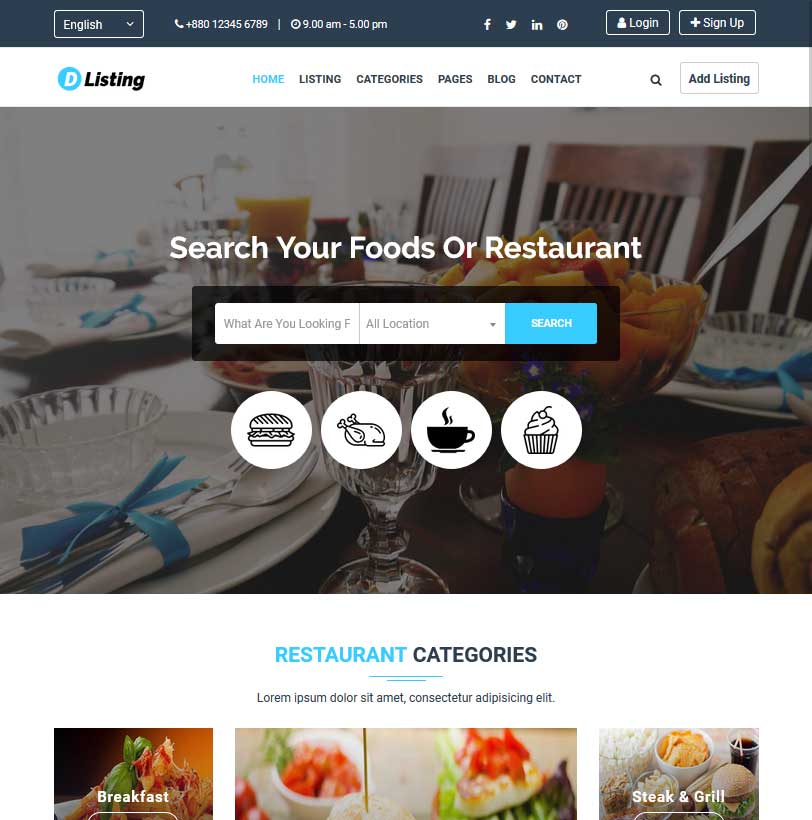 English
+880 12345 6789 | 9.00 am - 5.00 pm
Login
Sign Up
D Listing
HOME LISTING CATEGORIES PAGES BLOG CONTACT
Add Listing
Search Your Foods Or Restaurant
What Are You Looking F
All Location
SEARCH
RESTAURANT CATEGORIES
Lorem ipsum dolor sit amet, consectetur adipisicing elit.
Breakfast
Steak & Grill